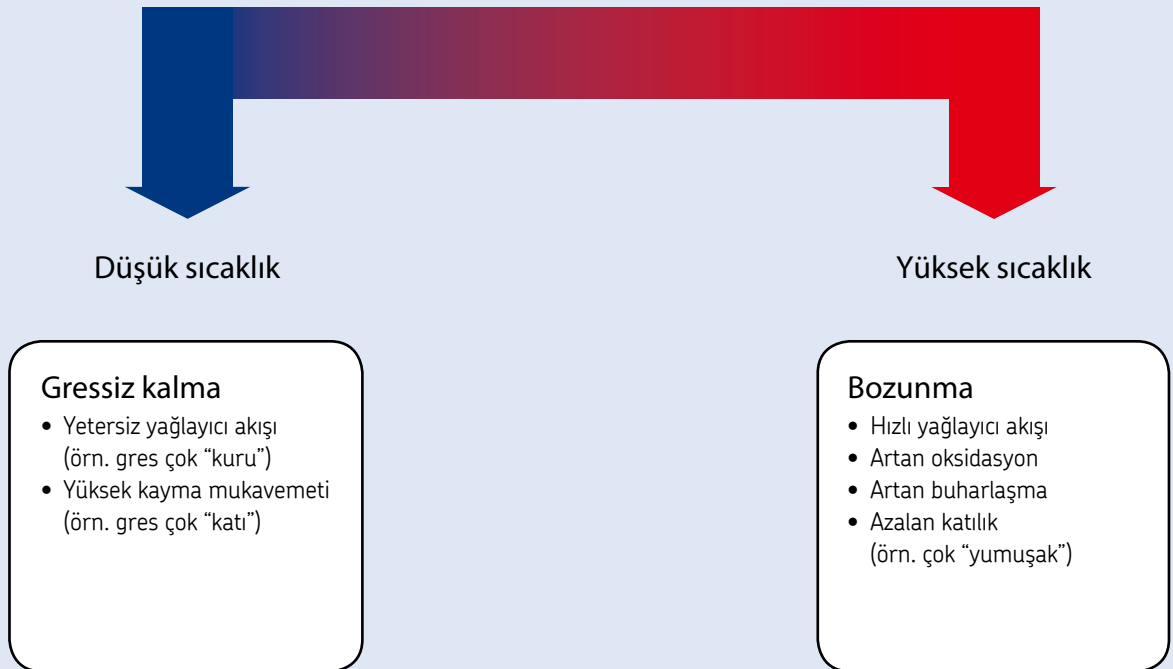 Düşük sıcaklık
Yüksek sıcaklık
Gressiz kalma
• Yetersiz yağlayıcı akışı
(örn. gres çok “kuru”)
• Yüksek kayma mukavemeti
(örn. gres çok “katı”)
Bozunma
• Hızlı yağlayıcı akışı
• Artan oksidasyon
• Artan buharlaşma
• Azalan katılık
(örn. çok “yumuşak”)